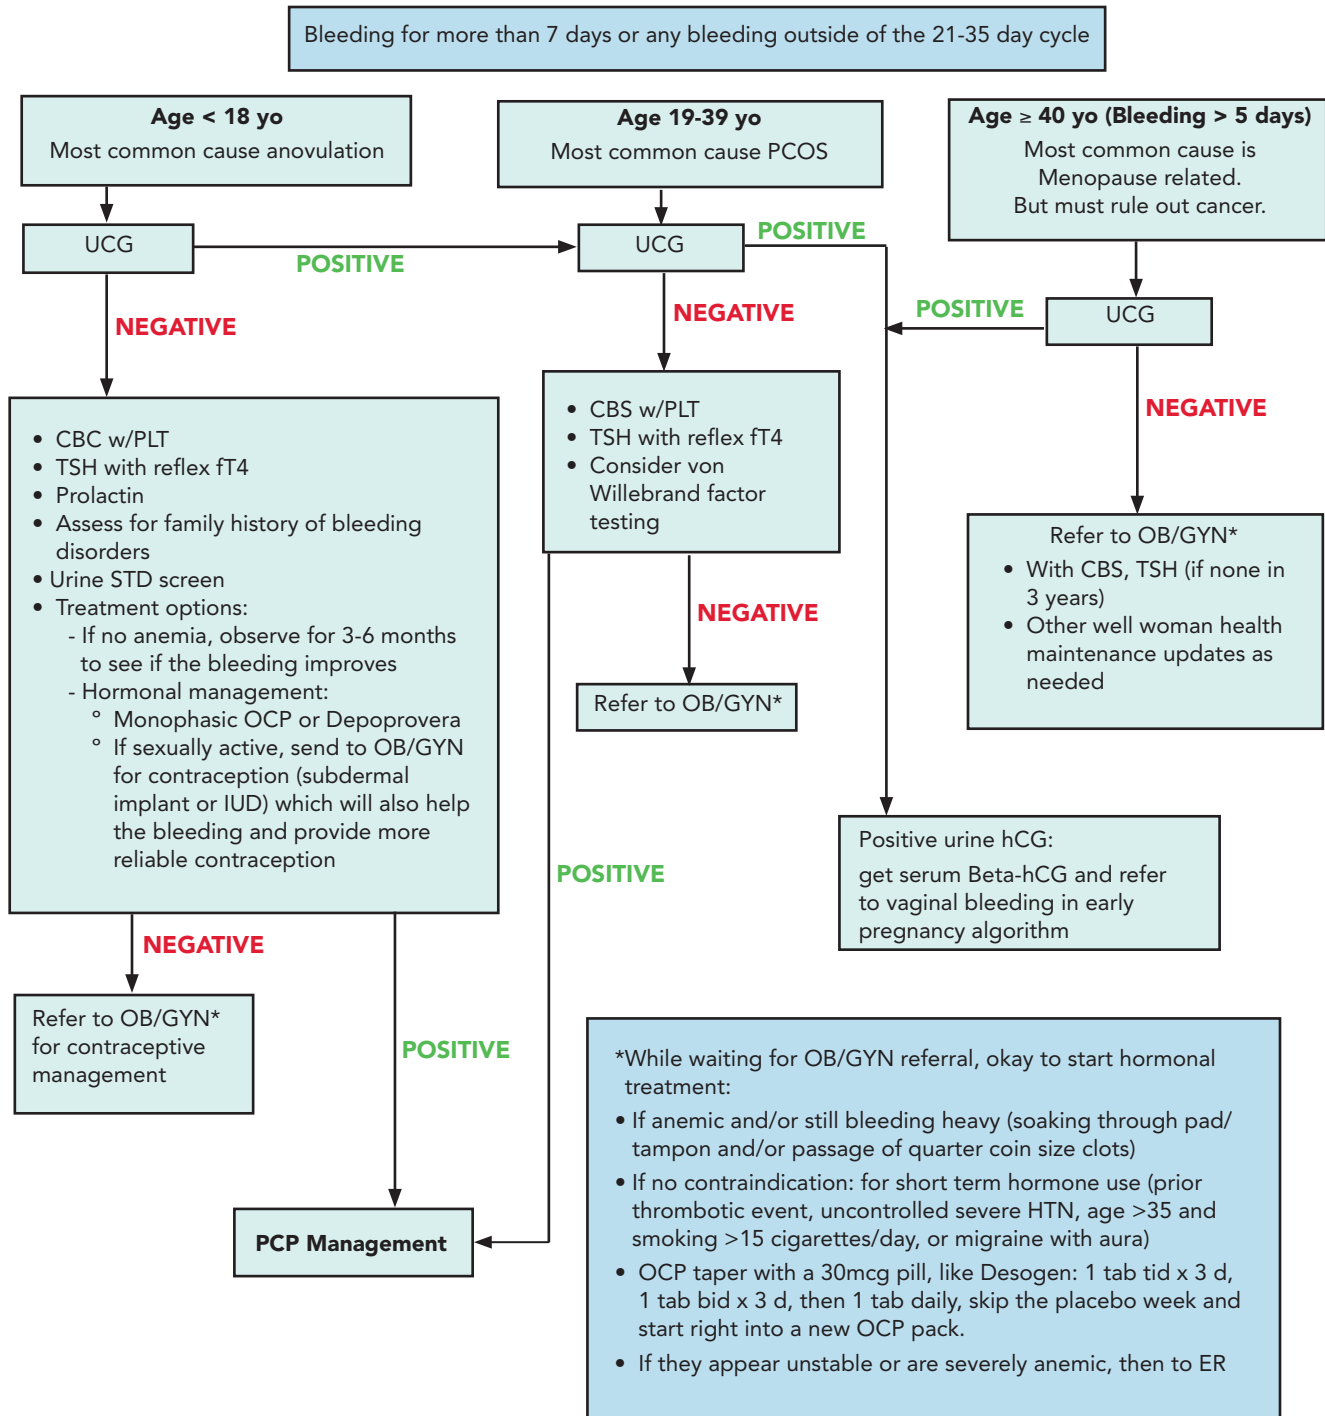 Bleeding for more than 7 days or any bleeding outside of the 21-35 day cycle
Age < 18 yo
Most common cause anovulation
Age 19-39 yo
Most common cause PCOS
Age ≥ 40 yo (Bleeding > 5 days)
Most common cause is
Menopause related.
But must rule out cancer.
UCG
POSITIVE
UCG
POSITIVE
POSITIVE
UCG
NEGATIVE
NEGATIVE
NEGATIVE
• CBC w/PLT
• TSH with reflex fT4
• Prolactin
• Assess for family history of bleeding
disorders
• Urine STD screen
• Treatment options:
- If no anemia, observe for 3-6 months
to see if the bleeding improves
- Hormonal management:
º Monophasic OCP or Depoprovera
º If sexually active, send to OB/GYN
for contraception (subdermal
implant or IUD) which will also help
the bleeding and provide more
reliable contraception
• CBS w/PLT
• TSH with reflex fT4
• Consider von
Willebrand factor
testing
Refer to OB/GYN*
• With CBS, TSH (if none in
3 years)
• Other well woman health
maintenance updates as
needed
NEGATIVE
Refer to OB/GYN*
POSITIVE
Positive urine hCG:
get serum Beta-hCG and refer
to vaginal bleeding in early
pregnancy algorithm
NEGATIVE
Refer to OB/GYN*
for contraceptive
management
POSITIVE
PCP Management
*While waiting for OB/GYN referral, okay to start hormonal
treatment:
• If anemic and/or still bleeding heavy (soaking through pad/
tampon and/or passage of quarter coin size clots)
• If no contraindication: for short term hormone use (prior
thrombotic event, uncontrolled severe HTN, age >35 and
smoking >15 cigarettes/day, or migraine with aura)
• OCP taper with a 30mcg pill, like Desogen: 1 tab tid x 3 d,
1 tab bid x 3 d, then 1 tab daily, skip the placebo week and
start right into a new OCP pack.
• If they appear unstable or are severely anemic, then to ER